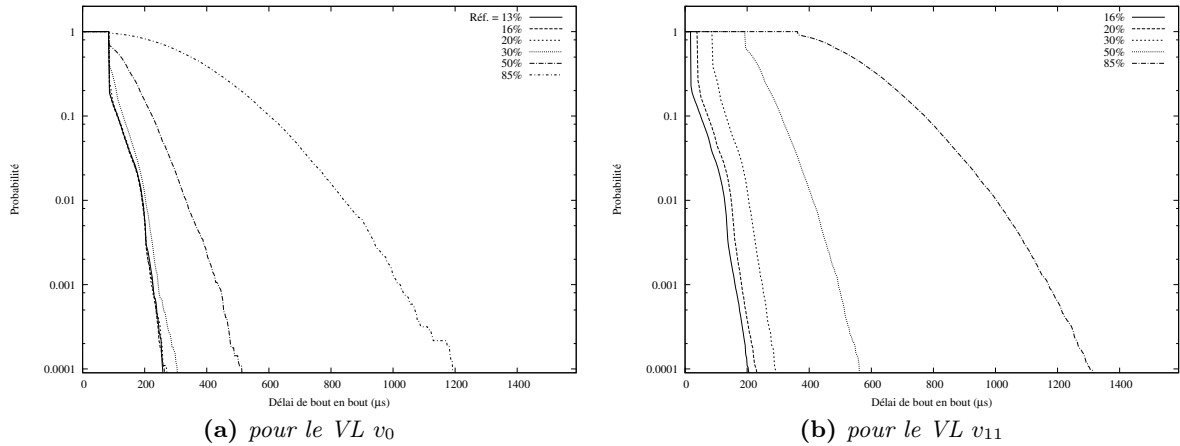 Réf. = 13%
16%
20%
30%
50%
85%
1
0.1
0.01
0.001
0.0001
Probabilité
0 200 400 600 800 1000 1200 1400
Délai de bout en bout (μs)
(a) pour le VL v0
16%
20%
30%
50%
85%
1
0.1
0.01
0.001
0.0001
Probabilité
0 200 400 600 800 1000 1200 1400
Délai de bout en bout (μs)
(b) pour le VL v11